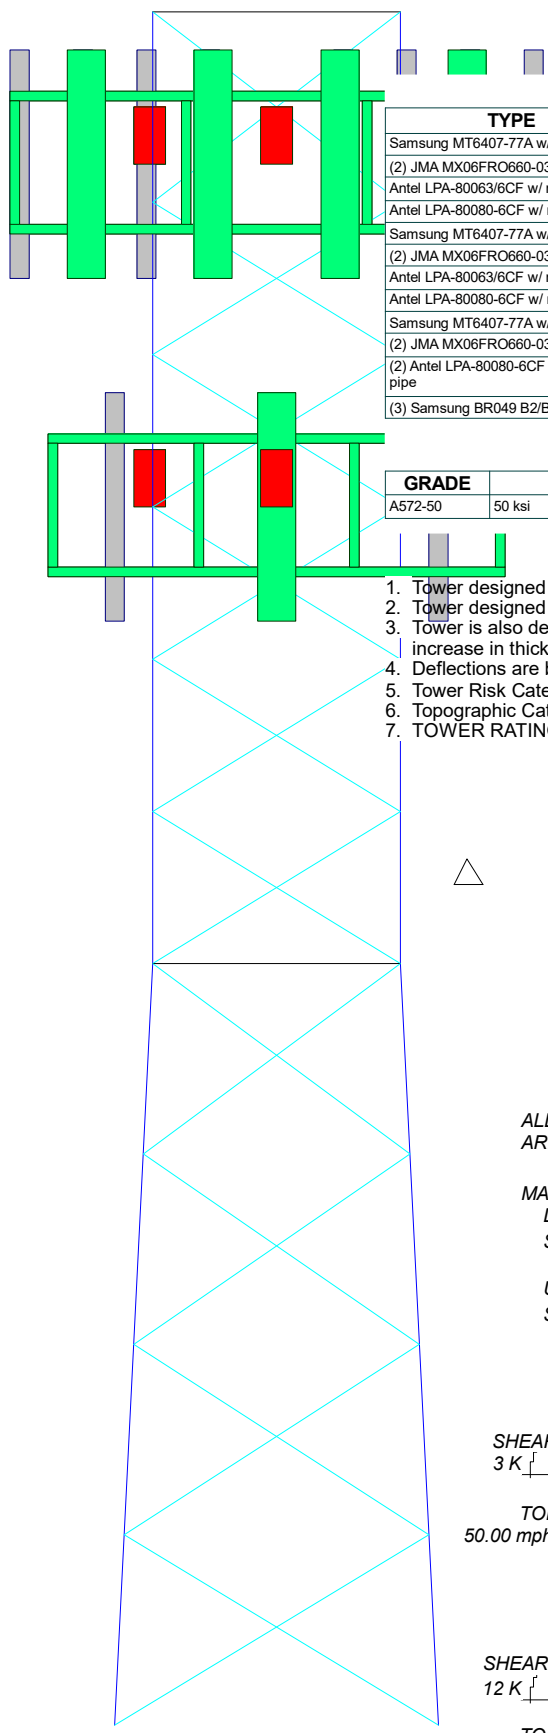 TYPE
Samsung MT6407-77A w/
(2) JMA MX06FRO660-03
Antel LPA-80063/6CF w/
Antel LPA-80080-6CF w/
Samsung MT6407-77A w/
(2) JMA MX06FRO660-03
Antel LPA-80063/6CF w/
Antel LPA-80080-6CF w/
Samsung MT6407-77A w/
(2) JMA MX06FRO660-03
(2) Antel LPA-80080-6CF
pipe
(3) Samsung BR049 B2/B
GRADE
A572-50 50 ksi
1. Tower designed
2. Tower designed
3. Tower is also de
increase in thick
4. Deflections are b
5. Tower Risk Cate
6. Topographic Cat
7. TOWER RATING
ALL
AR
MA
SHEAR
3 K
50.00 mph
SHEAR
12 K